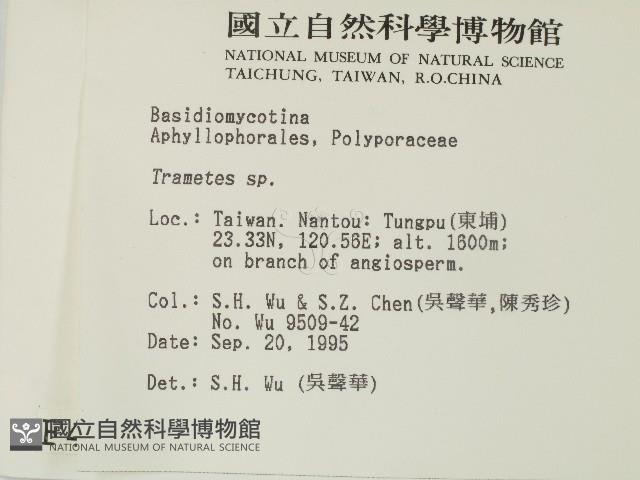 國立自然科學博物館
NATIONAL MUSEUM OF NATURAL SCIENCE
TAICHUNG, TAIWAN, R.O.CHINA
Basidiomycotina
Aphyllophorales, Polyporaceae
Trametes sp.
Loc.: Taiwan. Nantou: Tungpu(東埔)
23.33N, 120.56E; alt. 1600m;
on branch of angiosperm.
Col.: S.H. Wu & S.Z. Chen(吳聲華,陳秀珍)
No. Wu 9509-42
Date: Sep. 20, 1995
Det.: S.H. Wu (吳聲華)
國立自然科學博物館
NATIONAL MUSEUM OF NATURAL SCIENCE